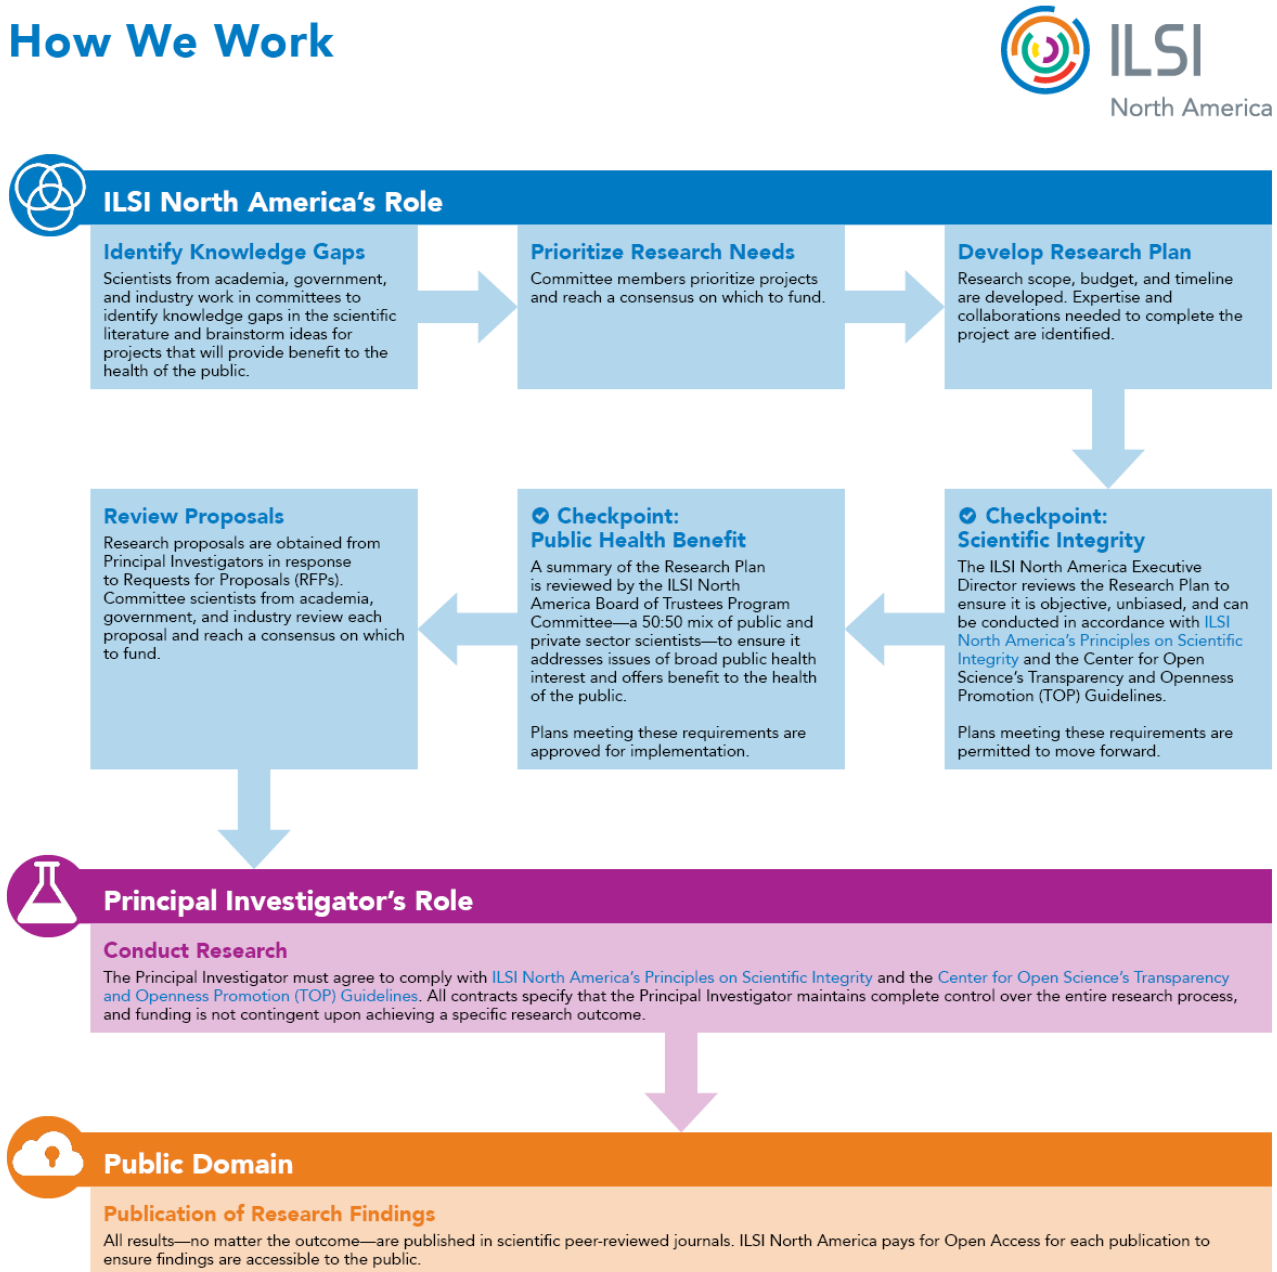 How We Work
ILSI
North America
ILSI North America’s Role
Identify Knowledge Gaps
Scientists from academia, government,
and industry work in committees to
identify knowledge gaps in the scientific
literature and brainstorm ideas for
projects that will provide benefit to the
health of the public.
Prioritize Research Needs
Committee members prioritize projects
and reach a consensus on which to fund.
Develop Research Plan
Research scope, budget, and timeline
are developed. Expertise and
collaborations needed to complete the
project are identified.
Checkpoint:
Scientific Integrity
The ILSI North America Executive
Director reviews the Research Plan to
ensure it is objective, unbiased, and can
be conducted in accordance with ILSI
North America’s Principles on Scientific
Integrity and the Center for Open
Science’s Transparency and Openness
Promotion (TOP) Guidelines.
Plans meeting these requirements are
permitted to move forward.
Checkpoint:
Public Health Benefit
A summary of the Research Plan
is reviewed by the ILSI North
America Board of Trustees Program
Committee—a 50:50 mix of public and
private sector scientists—to ensure it
addresses issues of broad public health
interest and offers benefit to the health
of the public.
Plans meeting these requirements are
approved for implementation.
Review Proposals
Research proposals are obtained from
Principal Investigators in response
to Requests for Proposals (RFPs).
Committee scientists from academia,
government, and industry review each
proposal and reach a consensus on which
to fund.
Principal Investigator’s Role
Conduct Research
The Principal Investigator must agree to comply with ILSI North America’s Principles on Scientific Integrity and the Center for Open Science’s Transparency
and Openness Promotion (TOP) Guidelines. All contracts specify that the Principal Investigator maintains complete control over the entire research process,
and funding is not contingent upon achieving a specific research outcome.
Public Domain
Publication of Research Findings
All results—no matter the outcome—are published in scientific peer-reviewed journals. ILSI North America pays for Open Access for each publication to
ensure findings are accessible to the public.